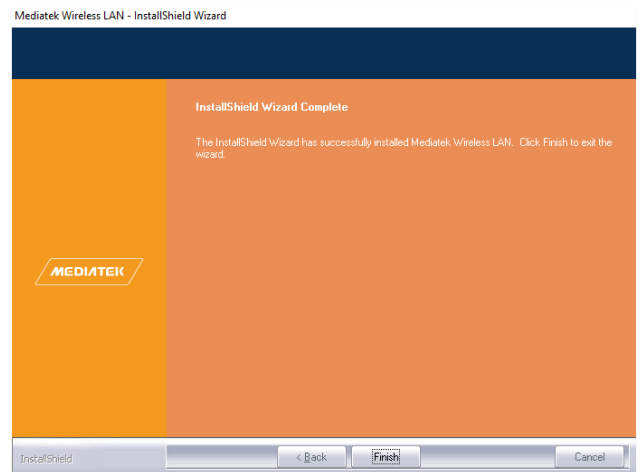 Mediatek Wireless LAN - InstallShield Wizard
InstallShield Wizard Complete
The InstallShield Wizard has successfully installed Mediatek Wireless LAN. Click Finish to exit the
wizard.
MEDIATEK
InstallShield
< Back
Finish
Cancel